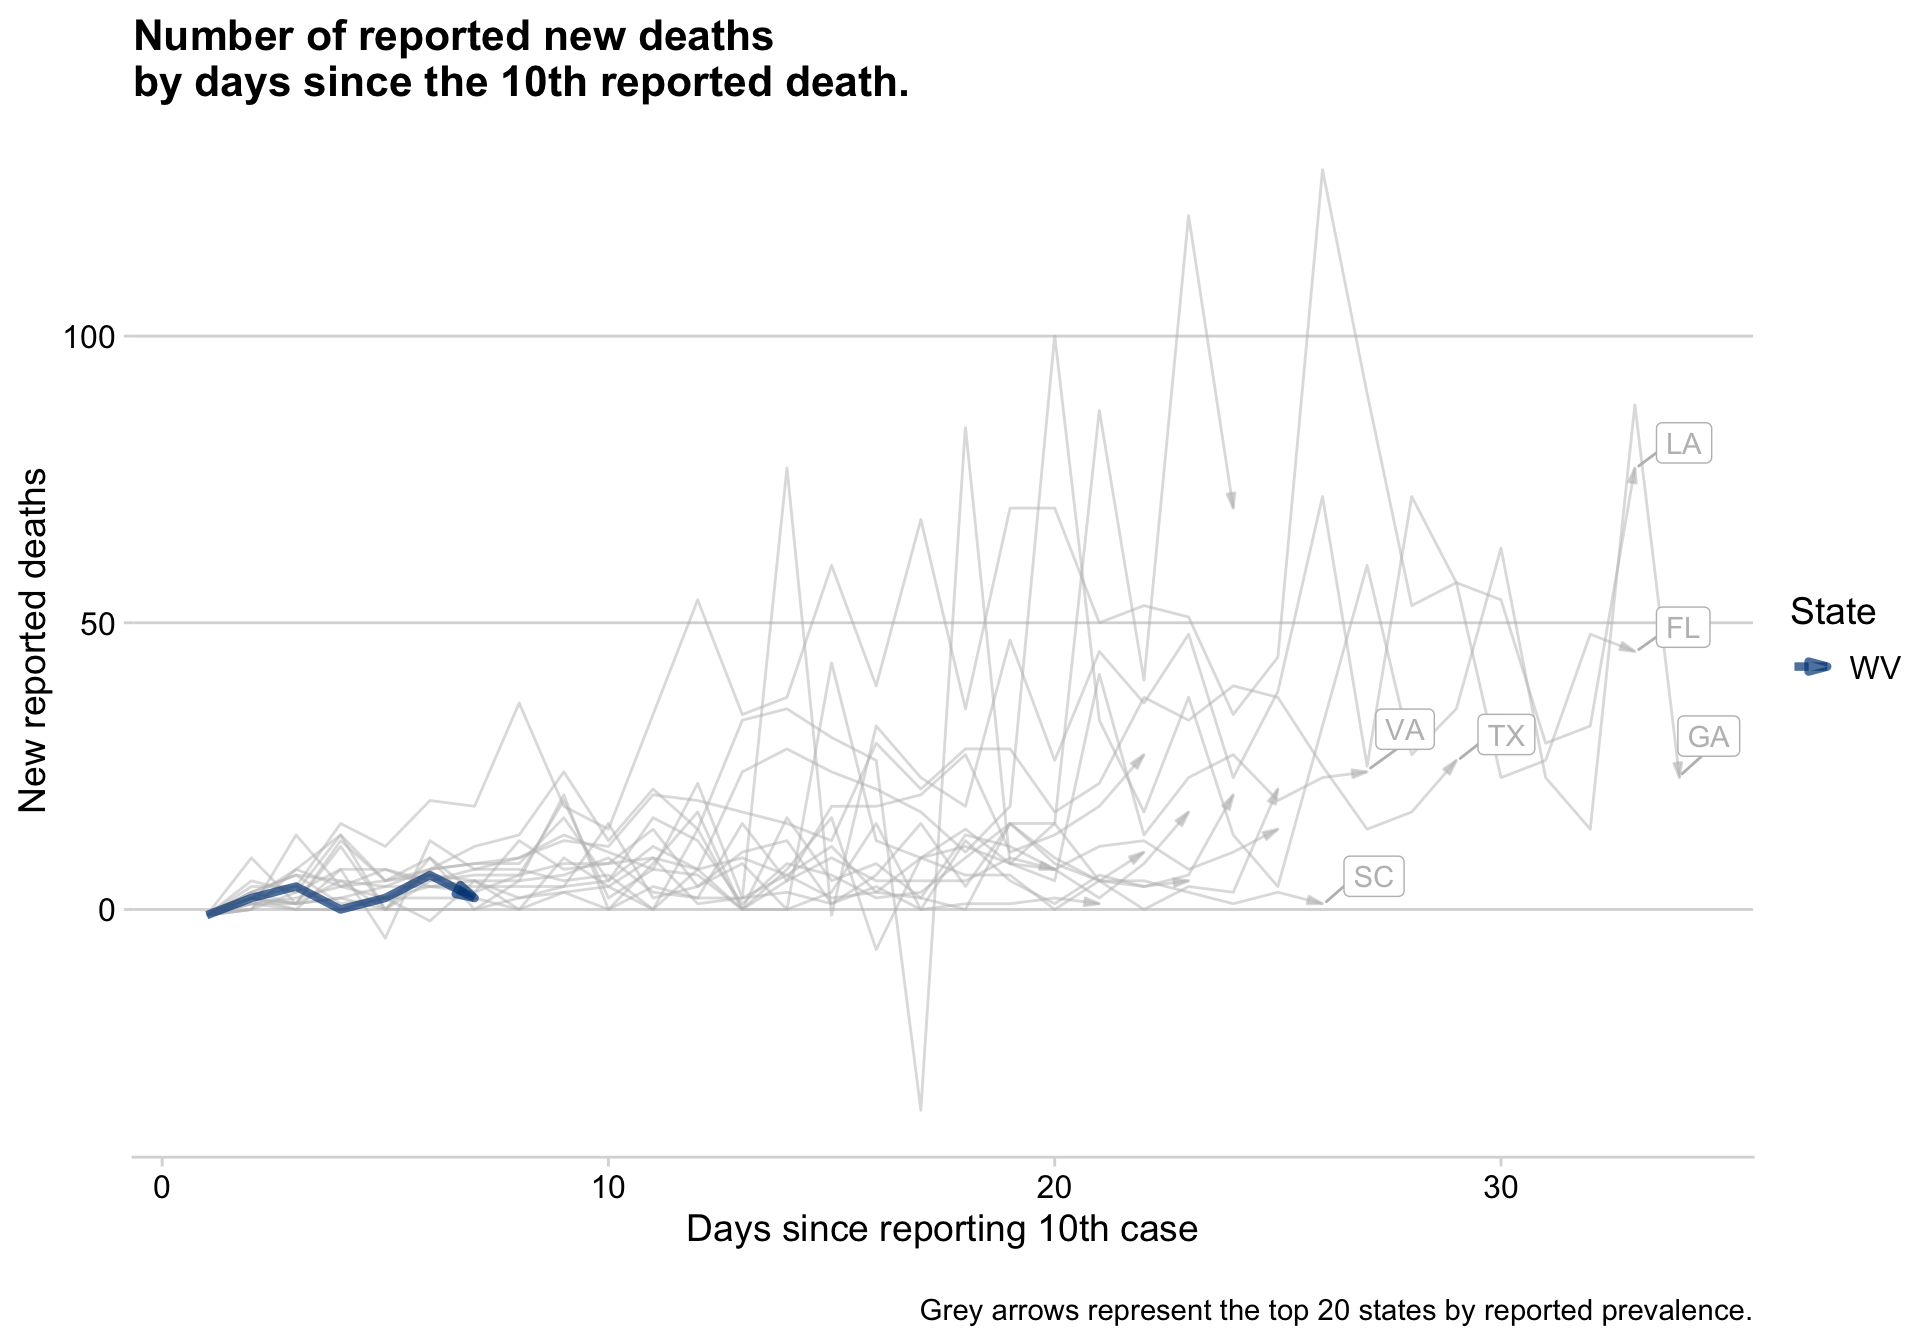 Number of reported new deaths
by days since the 10th reported death.
New reported deaths
100
50
0
LA
FL
VA
TX
GA
SC
State
WV
0
10
20
30
Days since reporting 10th case
Grey arrows represent the top 20 states by reported prevalence.